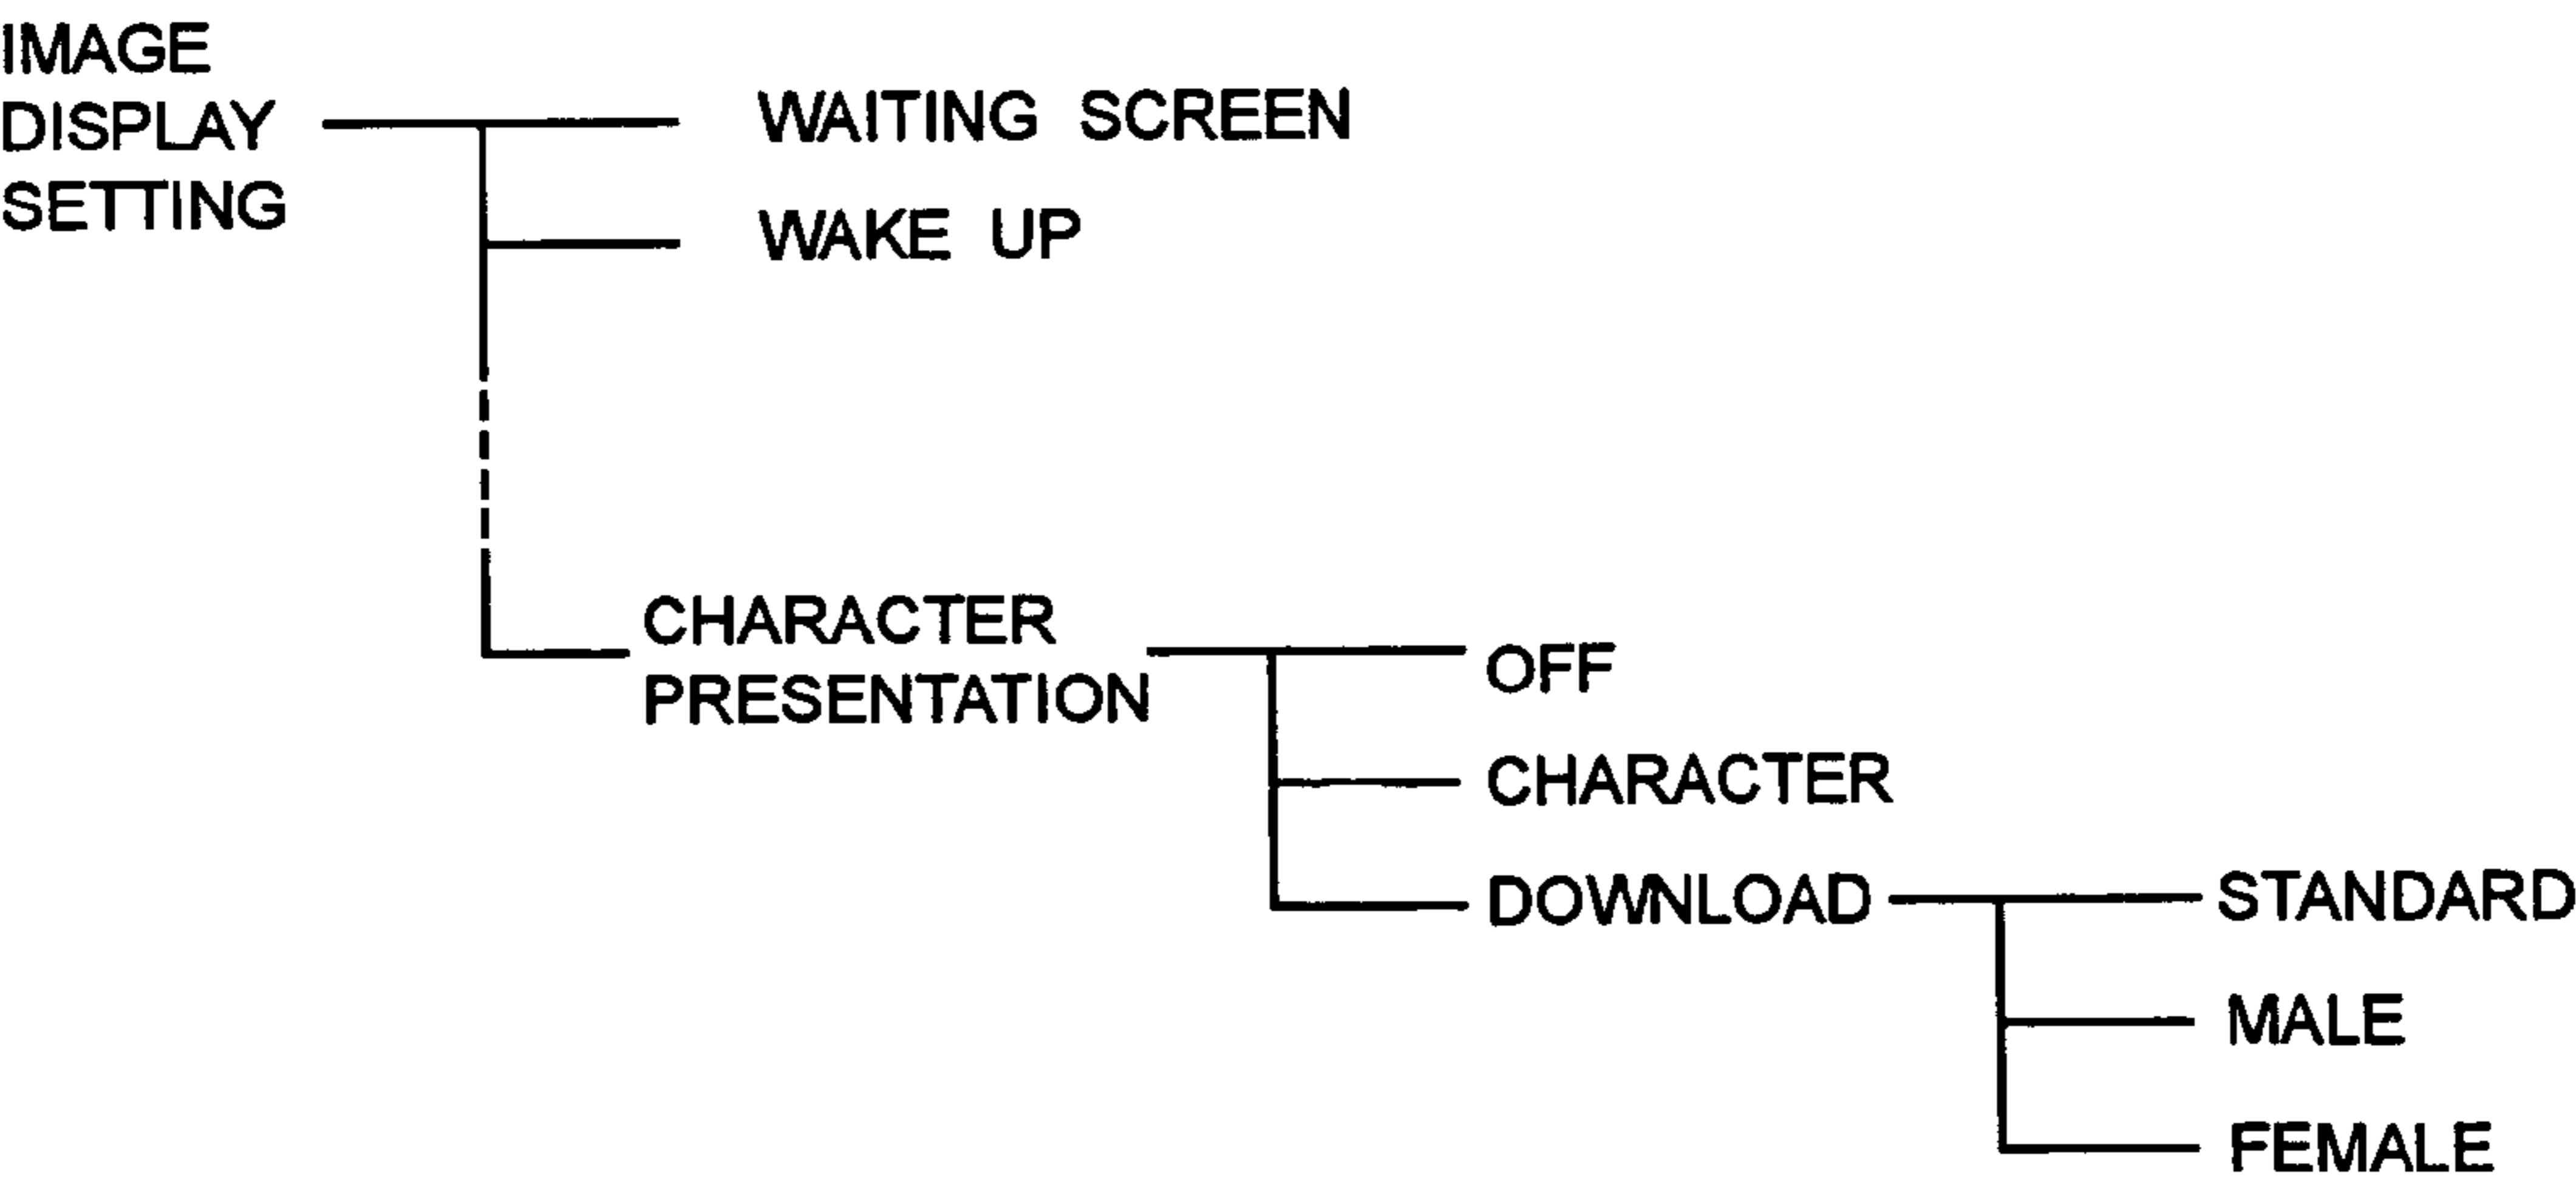 IMAGE
DISPLAY
SETTING
WAITING SCREEN
WAKE UP
CHARACTER
PRESENTATION
OFF
CHARACTER
DOWNLOAD
STANDARD
MALE
FEMALE